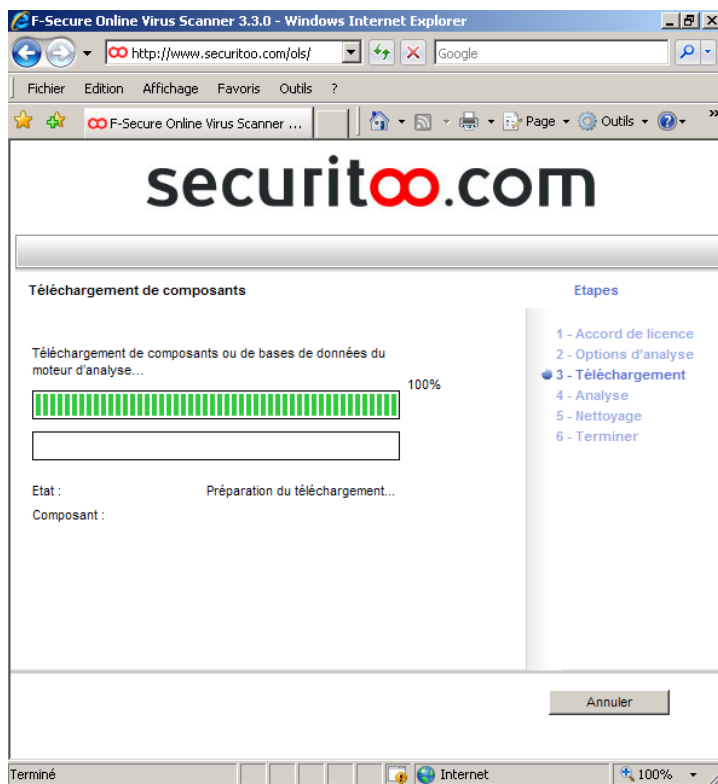 F-Secure Online Virus Scanner 3.3.0 - Windows Internet Explorer
http://www.securitoo.com/ols/
Google
Fichier Edition Affichage Favoris Outils ?
F-Secure Online Virus Scanner ...
Page
Outils
»
securitoo.com
Téléchargement de composants
Etapes
Téléchargement de composants ou de bases de données du
moteur d'analyse...
100%
Etat : Préparation du téléchargement...
Composant :
1 - Accord de licence
2 - Options d'analyse
3 - Téléchargement
4 - Analyse
5 - Nettoyage
6 - Terminer
Annuler
Terminé
Internet
100%